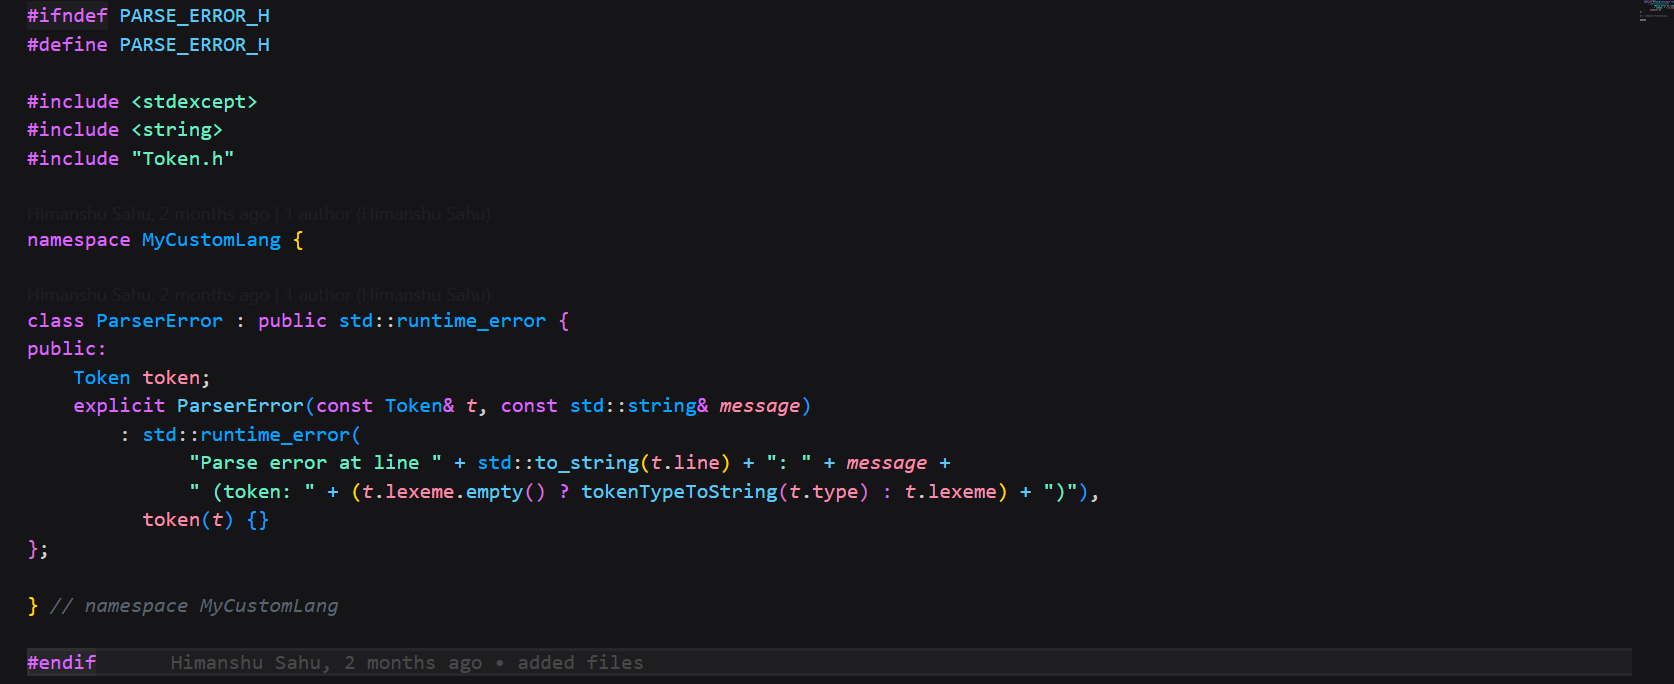 #ifndef PARSE_ERROR_H
#define PARSE_ERROR_H
#include <stdexcept>
#include <string>
#include "Token.h"
Himanshu Sahu, 2 months ago | 1 author (Himanshu Sahu)
namespace MyCustomLang {
Himanshu Sahu, 2 months ago | 1 author (Himanshu Sahu)
class ParserError : public std::runtime_error {
public:
    Token token;
    explicit ParserError(const Token& t, const std::string& message)
        : std::runtime_error(
              "Parse error at line " + std::to_string(t.line) + ": " + message +
              " (token: " + (t.lexeme.empty() ? tokenTypeToString(t.type) : t.lexeme) + ")"),
          token(t) {}
};
} // namespace MyCustomLang
#endif Himanshu Sahu, 2 months ago • added files